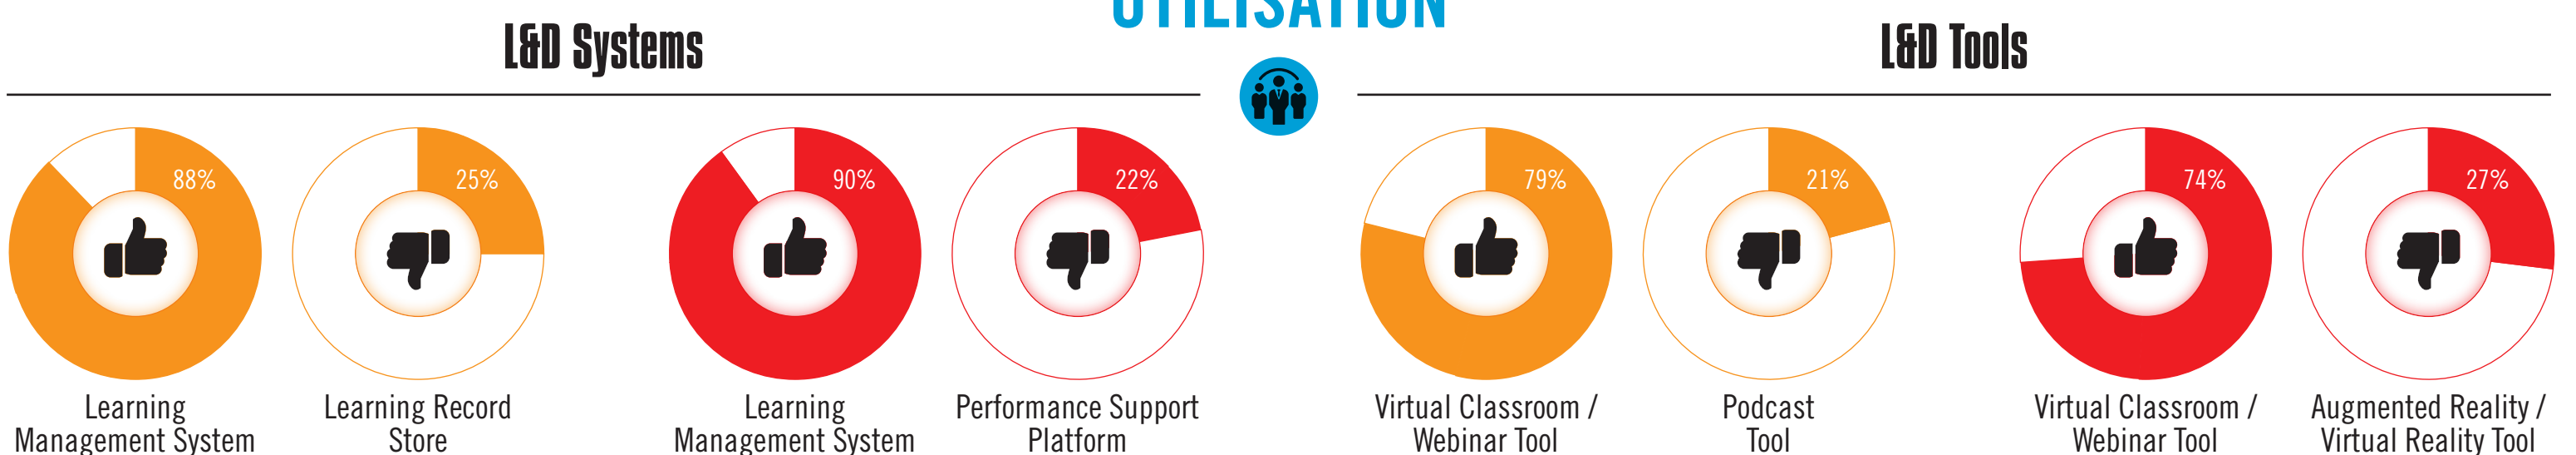 UTILISATION
L&D Systems
L&D Tools
88%
25%
90%
22%
79%
21%
74%
27%
Learning
Management System
Learning Record
Store
Learning
Management System
Performance Support
Platform
Virtual Classroom /
Webinar Tool
Podcast
Tool
Virtual Classroom /
Webinar Tool
Augmented Reality /
Virtual Reality Tool